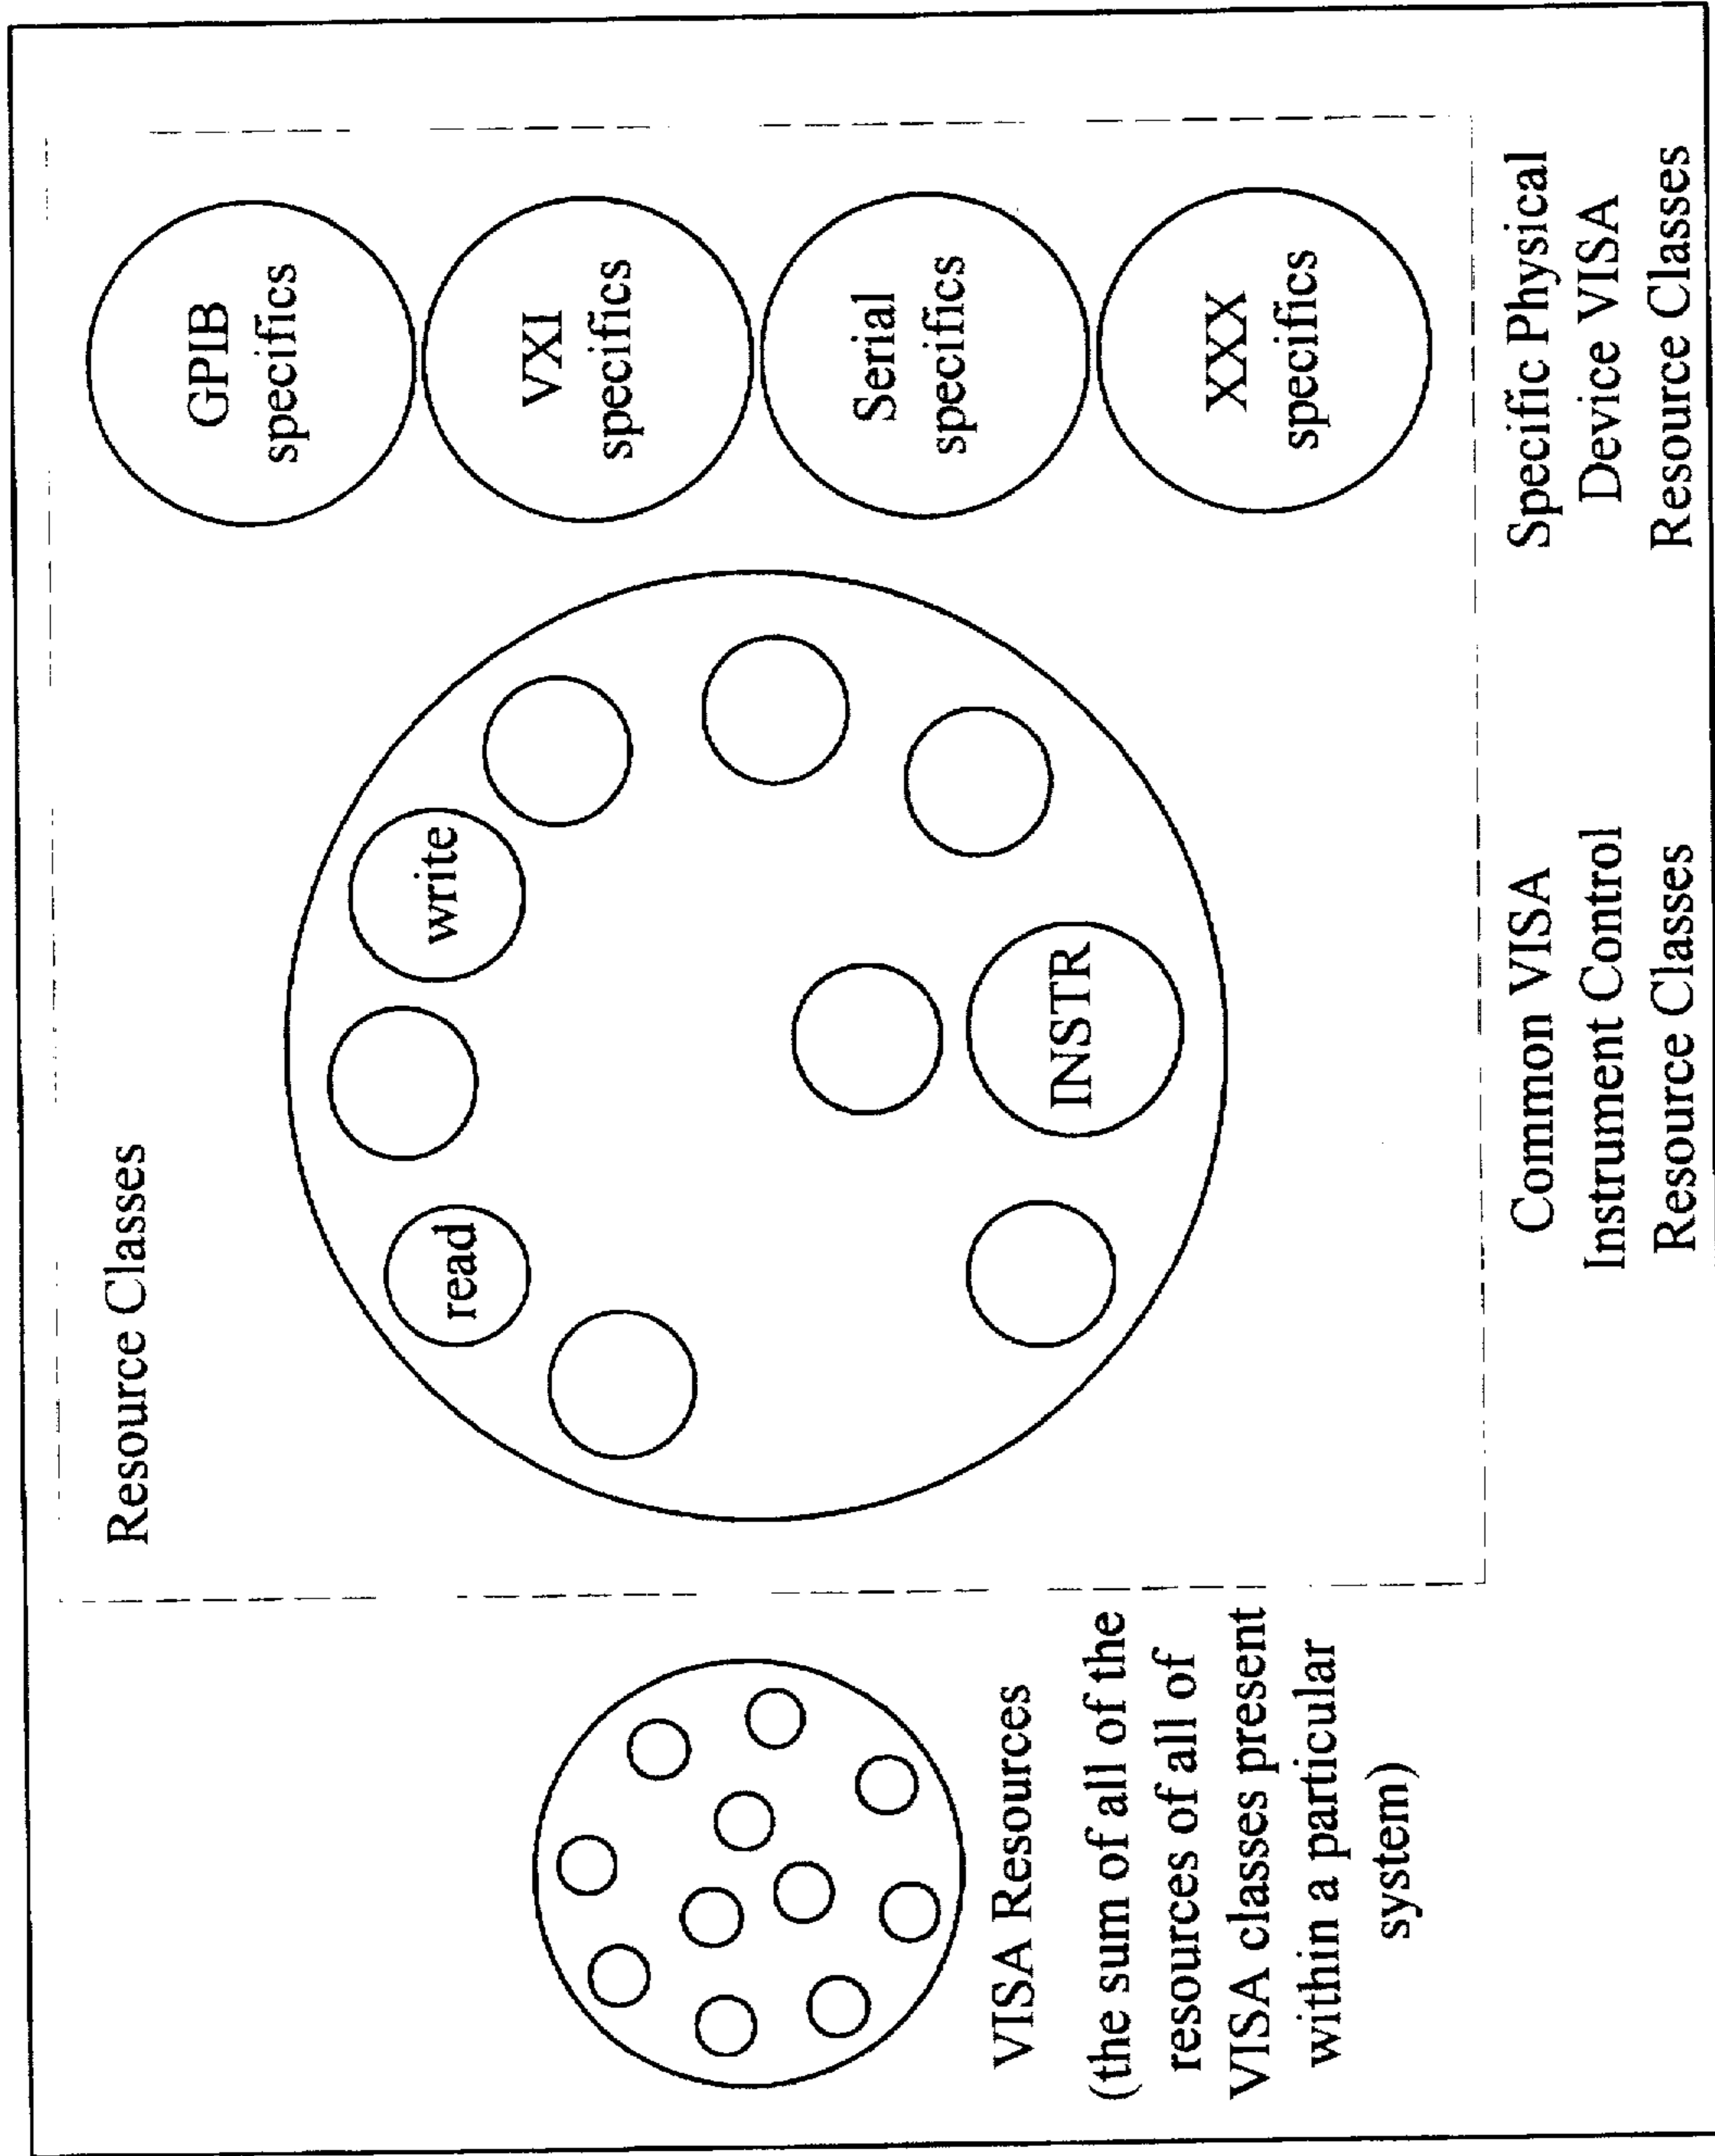 Resource Classes
read
write
INSTR
GPIB
specifics
VXI
specifics
Serial
specifics
XXX
specifics
VISA Resources
(the sum of all of the
resources of all of
VISA classes present
within a particular
system)
Common VISA
Instrument Control
Resource Classes
Specific Physical
Device VISA
Resource Classes